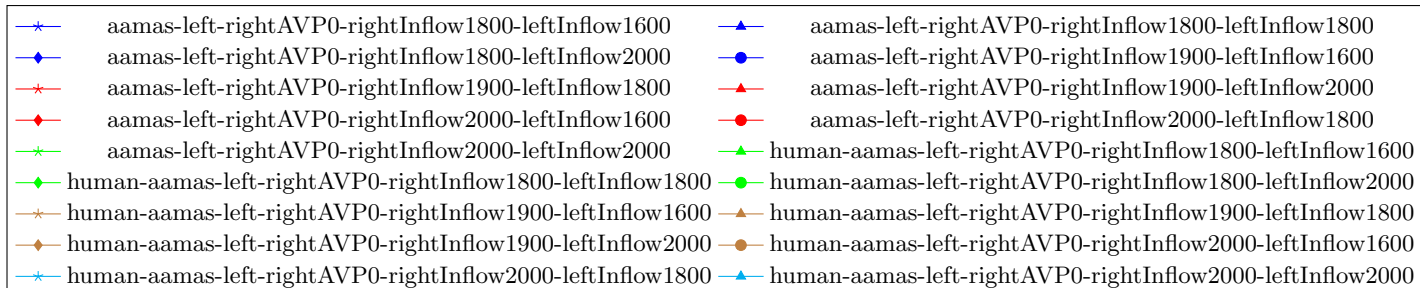 aamas-left-rightAVP0-rightInflow1800-leftInflow1600 aamas-left-rightAVP0-rightInflow1800-leftInflow1800
aamas-left-rightAVP0-rightInflow1800-leftInflow2000 aamas-left-rightAVP0-rightInflow1900-leftInflow1600
aamas-left-rightAVP0-rightInflow1900-leftInflow1800 aamas-left-rightAVP0-rightInflow1900-leftInflow2000
aamas-left-rightAVP0-rightInflow2000-leftInflow1600 aamas-left-rightAVP0-rightInflow2000-leftInflow1800
aamas-left-rightAVP0-rightInflow2000-leftInflow2000 human-aamas-left-rightAVP0-rightInflow1800-leftInflow1600
human-aamas-left-rightAVP0-rightInflow1800-leftInflow1800 human-aamas-left-rightAVP0-rightInflow1800-leftInflow2000
human-aamas-left-rightAVP0-rightInflow1900-leftInflow1600 human-aamas-left-rightAVP0-rightInflow1900-leftInflow1800
human-aamas-left-rightAVP0-rightInflow1900-leftInflow2000 human-aamas-left-rightAVP0-rightInflow2000-leftInflow1600
human-aamas-left-rightAVP0-rightInflow2000-leftInflow1800 human-aamas-left-rightAVP0-rightInflow2000-leftInflow2000